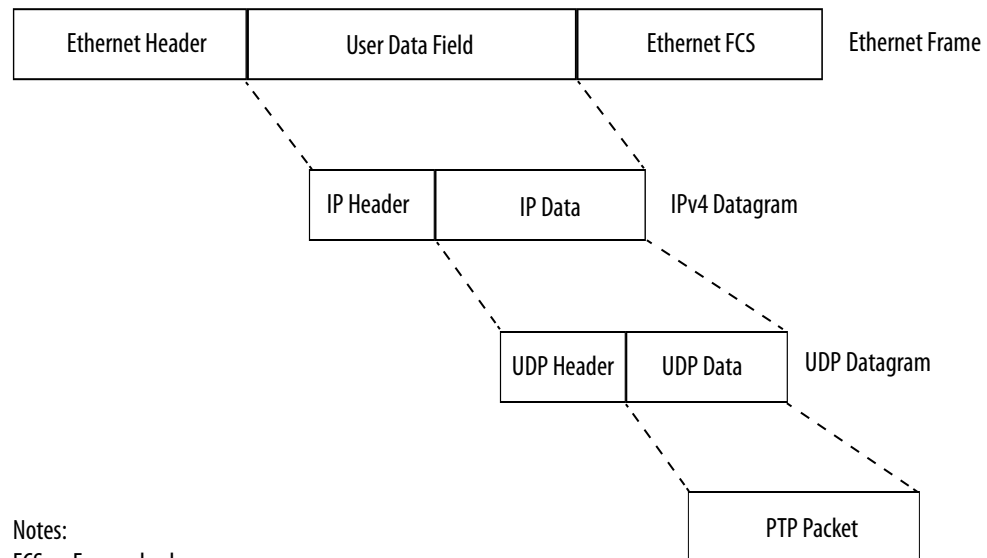 Ethernet Header User Data Field Ethernet FCS Ethernet Frame
IP Header IP Data IPv4 Datagram
UDP Header UDP Data UDP Datagram
PTP Packet
Notes: